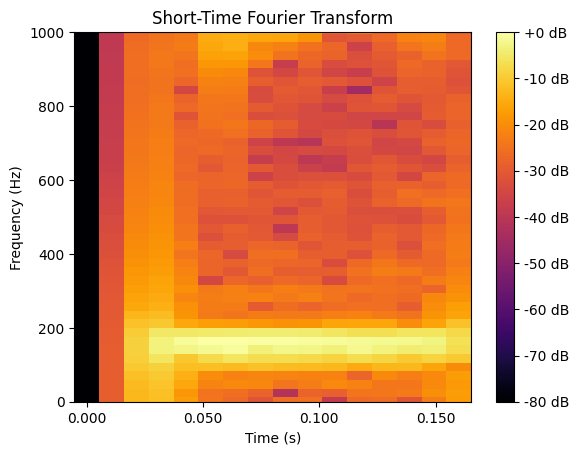 Short-Time Fourier Transform
1000
800
600
400
200
0
Frequency (Hz)
0.000
0.050
0.100
0.150
Time (s)
+0 dB
-10 dB
-20 dB
-30 dB
-40 dB
-50 dB
-60 dB
-70 dB
-80 dB